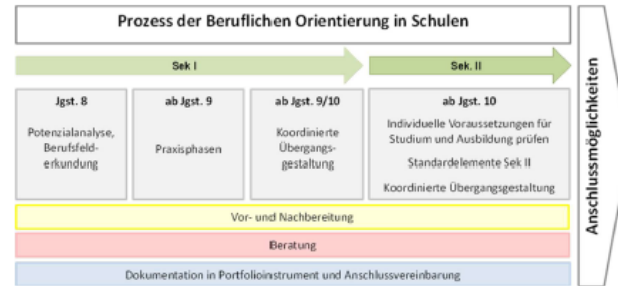 Prozess der Beruflichen Orientierung in Schulen
Sek I
Sek. II
Jgst. 8
Potenzialanalyse,
Berufsfeld-
erkundung
ab Jgst. 9
Praxisphasen
ab Jgst. 9/10
Koordinierte
Übergangs-
gestaltung
ab Jgst. 10
Individuelle Voraussetzungen für
Studium und Ausbildung prüfen
Standardelemente Sek II
Koordinierte Übergangsgestaltung
Vor- und Nachbereitung
Beratung
Dokumentation in Portfolioinstrument und Anschlussvereinbarung
Anschlussmöglichkeiten